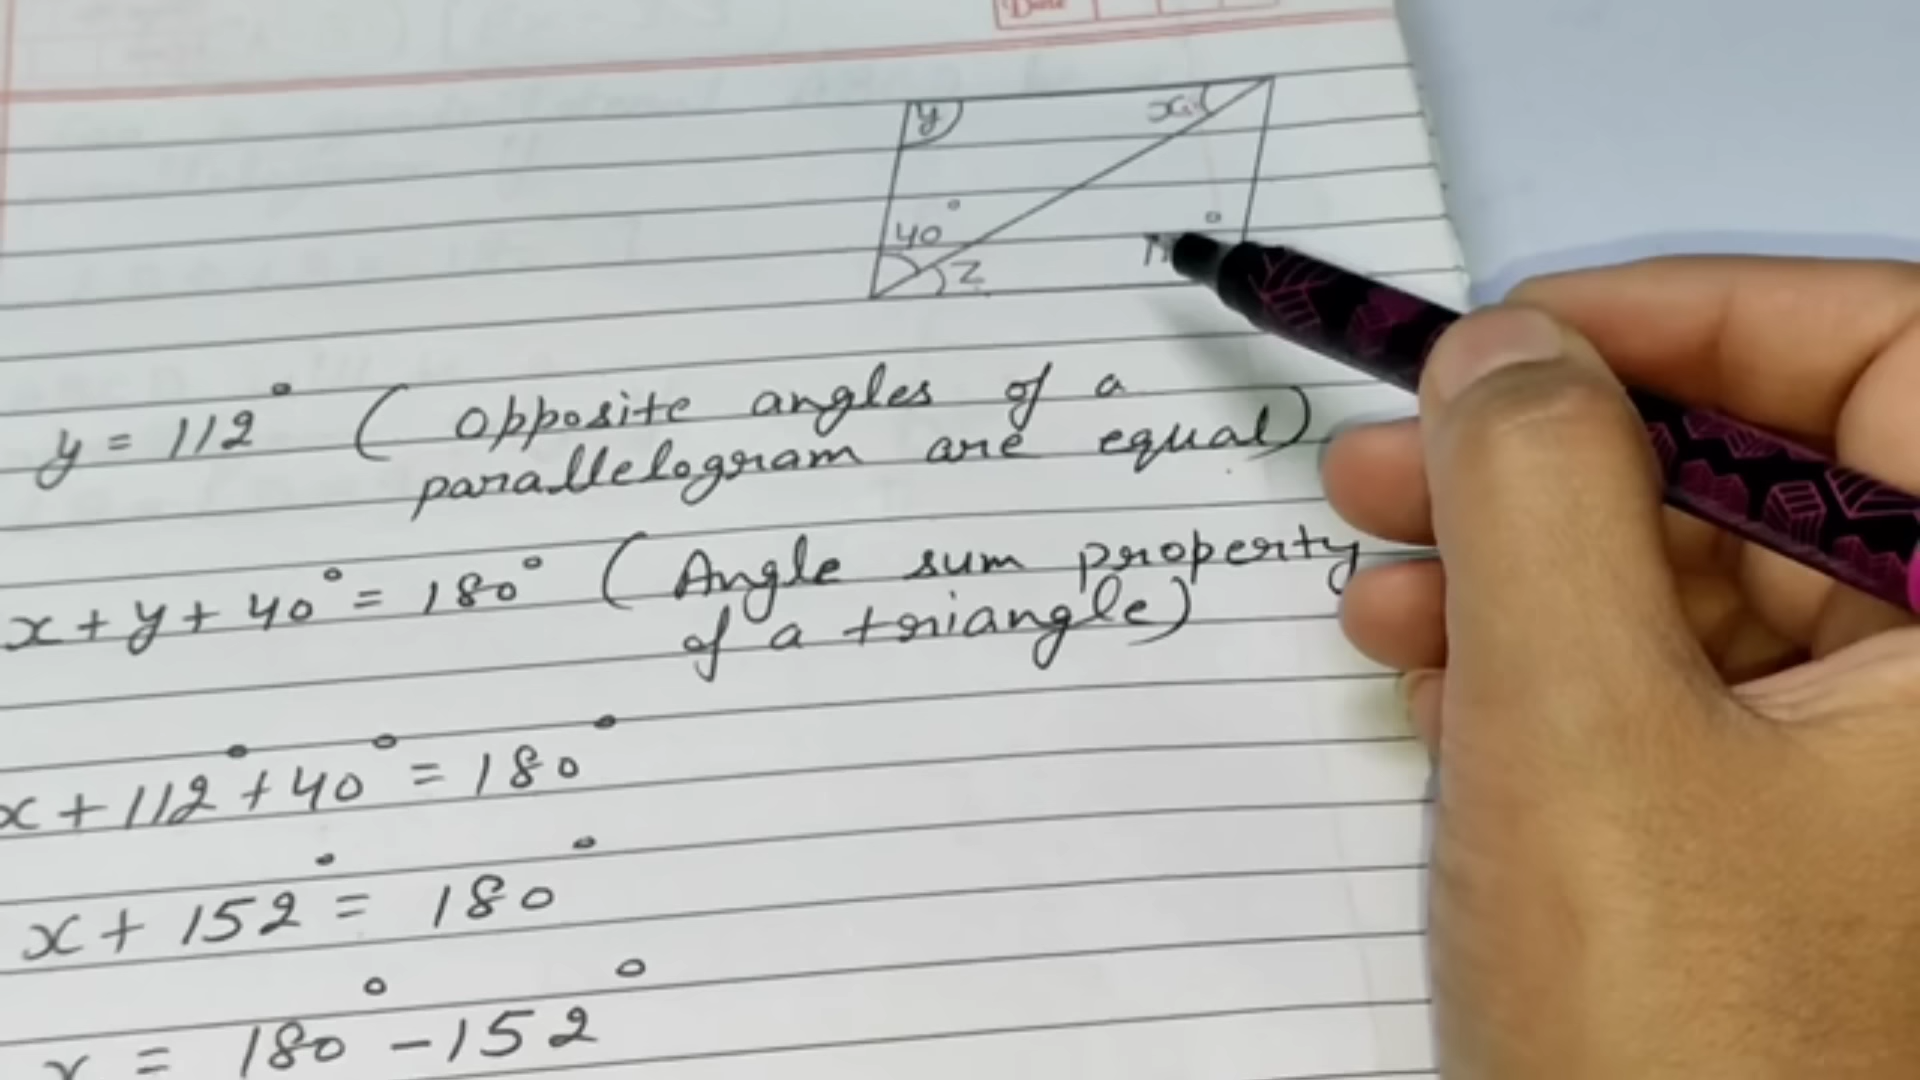 Date
y x
40°
z
y = 112° ( opposite angles of a
parallelogram are equal)
x + y + 40° = 180° ( Angle sum property
of a triangle)
x + 112° + 40° = 180°
x + 152° = 180°
x = 180° - 152°